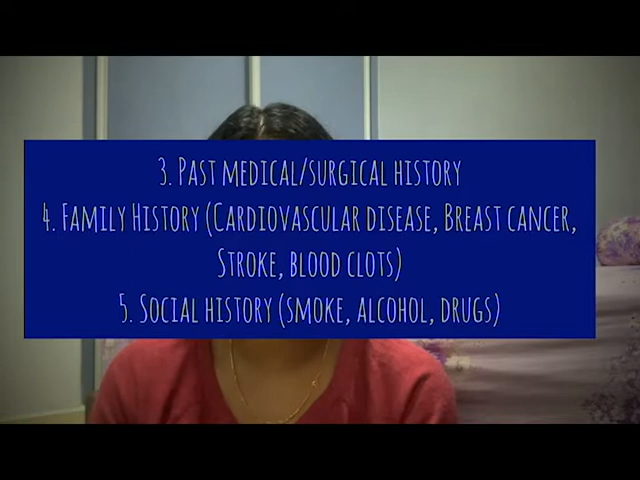 3. Past medical/surgical history
4. Family History (Cardiovascular disease, Breast cancer,
Stroke, blood clots)
5. Social history (smoke, alcohol, drugs)